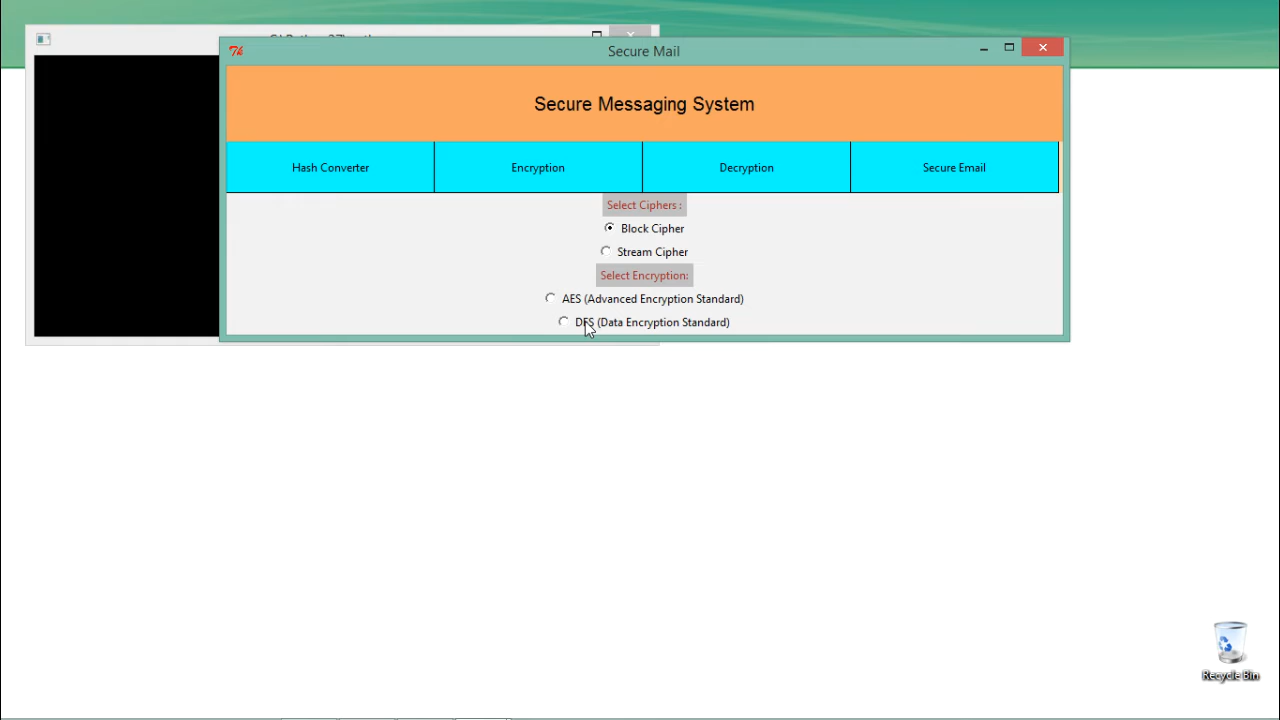 Secure Mail
Secure Messaging System
Hash Converter
Encryption
Decryption
Secure Email
Select Ciphers :
Block Cipher
Stream Cipher
Select Encryption:
AES (Advanced Encryption Standard)
DES (Data Encryption Standard)
Recycle Bin